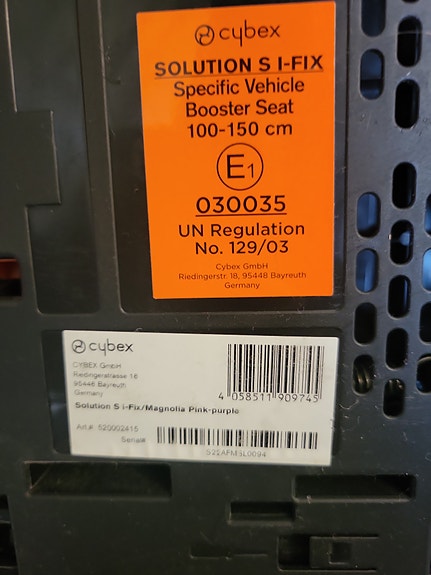 cybex
SOLUTION S I-FIX
Specific Vehicle
Booster Seat
100-150 cm
E1
030035
UN Regulation
No. 129/03
Cybex GmbH
Riedingerstr. 18, 95448 Bayreuth
Germany
cybex
CYBEX GmbH
Riedingerstrasse 18
95448 Bayreuth
Germany
4 058511 909745
Solution S i-Fix/Magnolia Pink-purple
Art.#: 520002415
Serial#